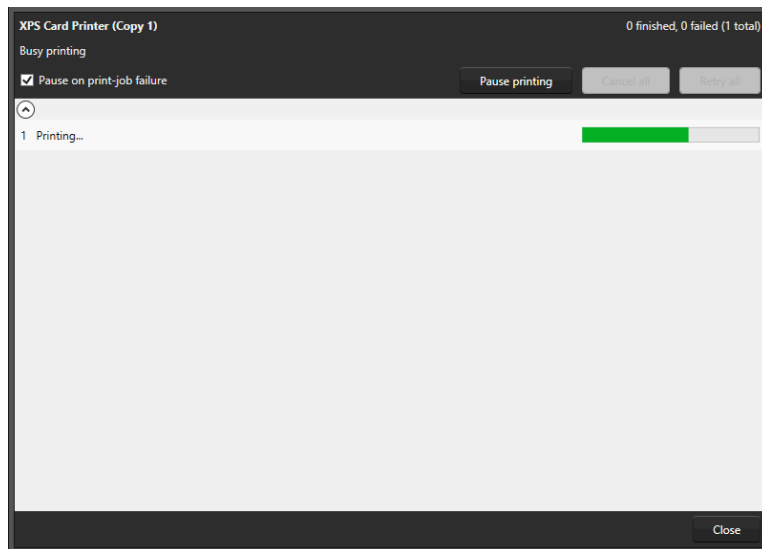 XPS Card Printer (Copy 1)
0 finished, 0 failed (1 total)
Busy printing
Pause on print-job failure
Pause printing
Cancel all
Retry all
1 Printing...
Close